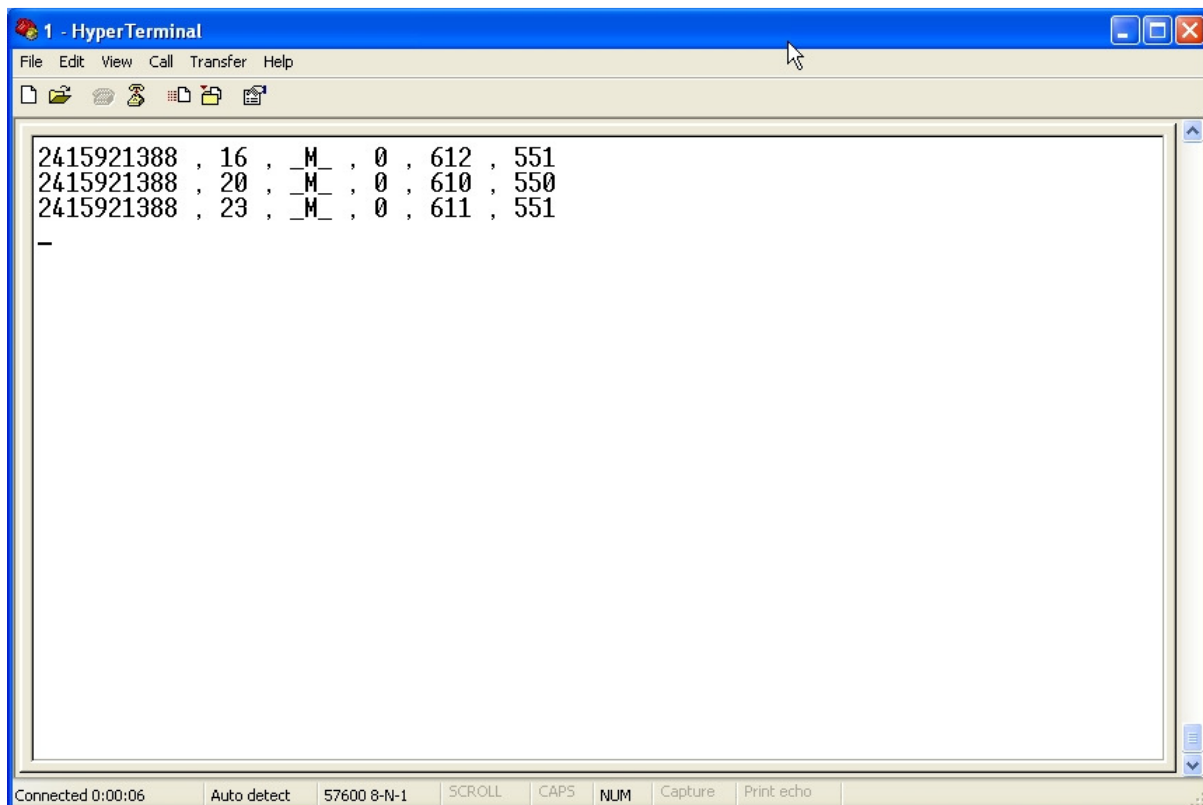 1 - HyperTerminal
File Edit View Call Transfer Help
2415921388 , 16 , _M_ , 0 , 612 , 551
2415921388 , 20 , _M_ , 0 , 610 , 550
2415921388 , 23 , _M_ , 0 , 611 , 551
_
Connected 0:00:06 Auto detect 57600 8-N-1 SCROLL CAPS NUM Capture Print echo